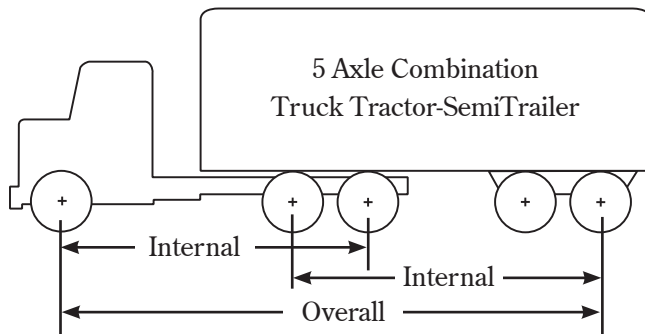 5 Axle Combination
Truck Tractor-SemiTrailer
Internal
Internal
Overall